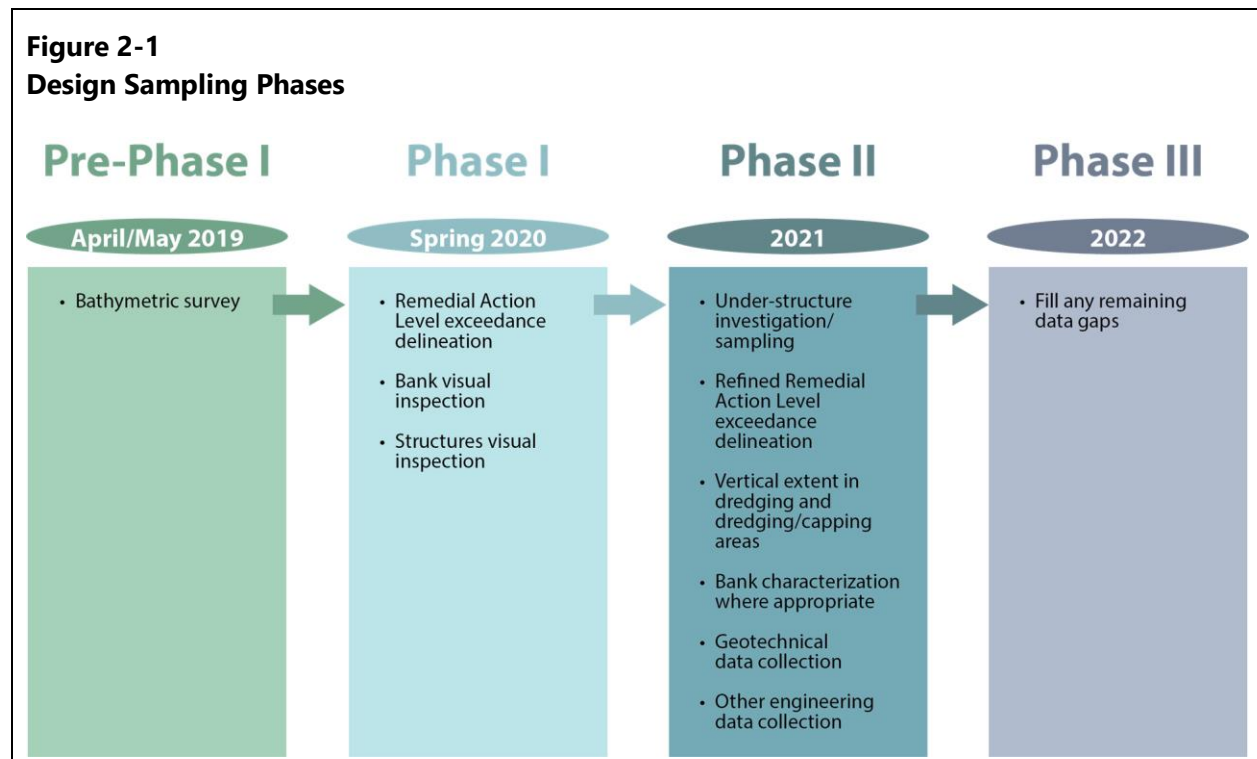 Figure 2-1
Design Sampling Phases
Pre-Phase I
April/May 2019
• Bathymetric survey
Phase I
Spring 2020
• Remedial Action
Level exceedance
delineation
• Bank visual
inspection
• Structures visual
inspection
Phase II
2021
• Under-structure
investigation/
sampling
• Refined Remedial
Action Level
exceedance
delineation
• Vertical extent in
dredging and
dredging/capping
areas
• Bank characterization
where appropriate
• Geotechnical
data collection
• Other engineering
data collection
Phase III
2022
• Fill any remaining
data gaps